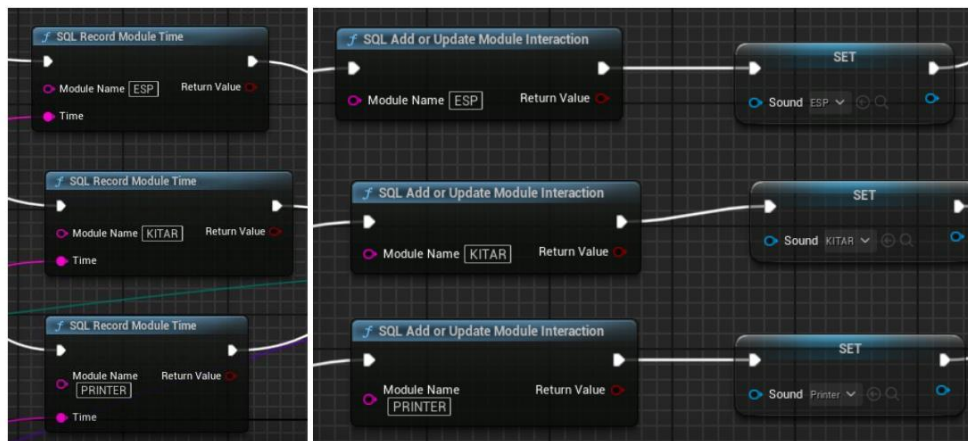 SQL Record Module Time
Module Name ESP Return Value
Time
SQL Record Module Time
Module Name KITAR Return Value
Time
SQL Record Module Time
Module Name Return Value
PRINTER
Time
SQL Add or Update Module Interaction
Module Name ESP Return Value
SET
Sound ESP
SQL Add or Update Module Interaction
Module Name KITAR Return Value
SET
Sound KITAR
SQL Add or Update Module Interaction
Module Name Return Value
PRINTER
SET
Sound Printer